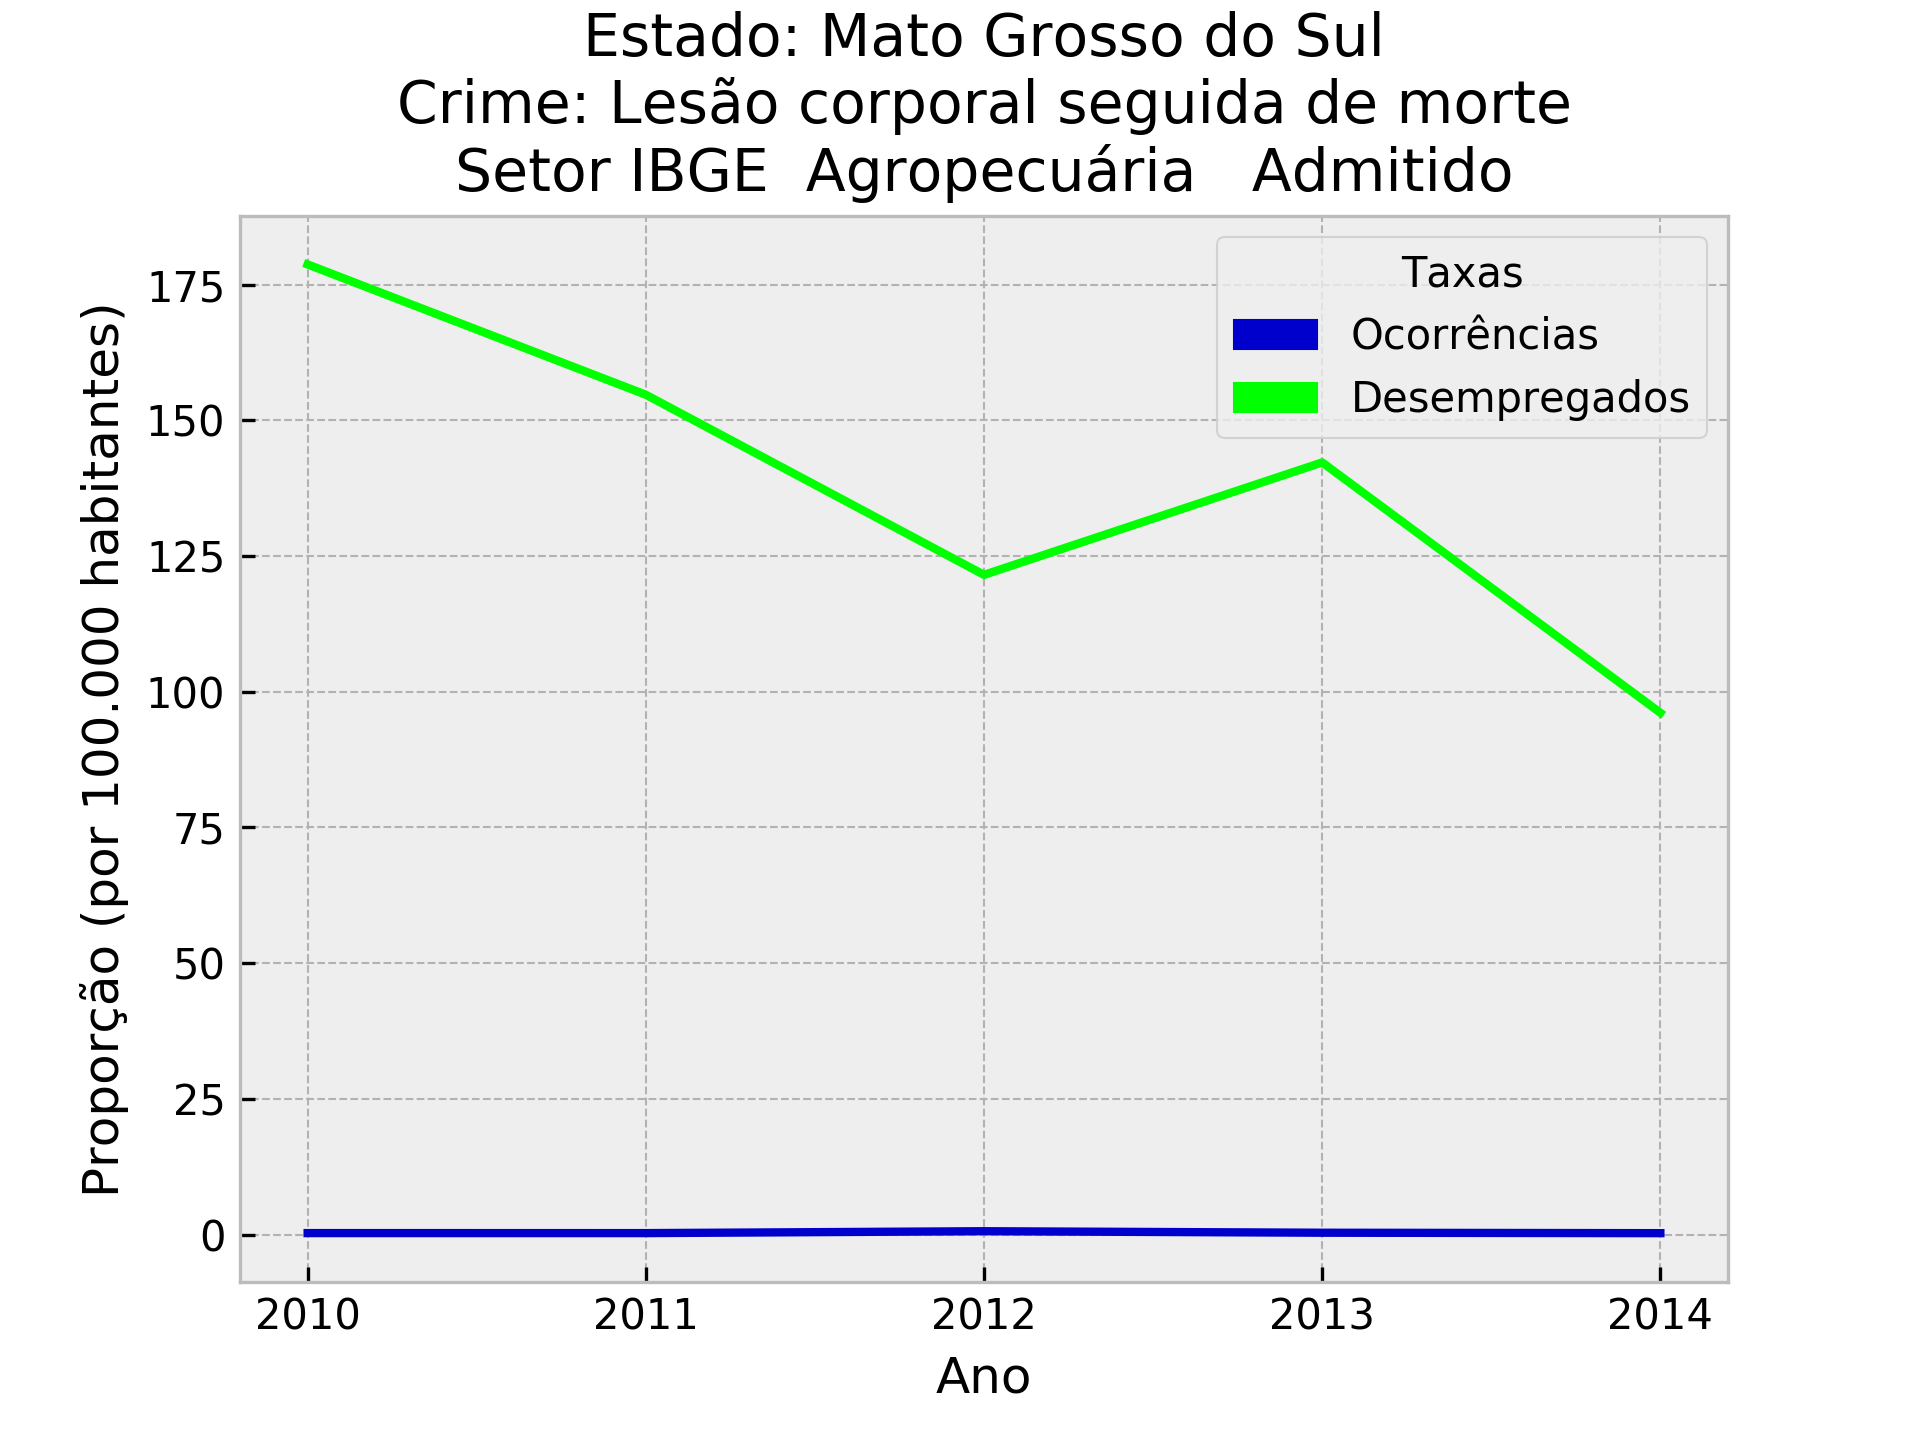 Estado: Mato Grosso do Sul
Crime: Lesão corporal seguida de morte
Setor IBGE  Agropecuária   Admitido
Taxas
Ocorrências
Desempregados
Proporção (por 100.000 habitantes)
175
150
125
100
75
50
25
0
2010 2011 2012 2013 2014
Ano